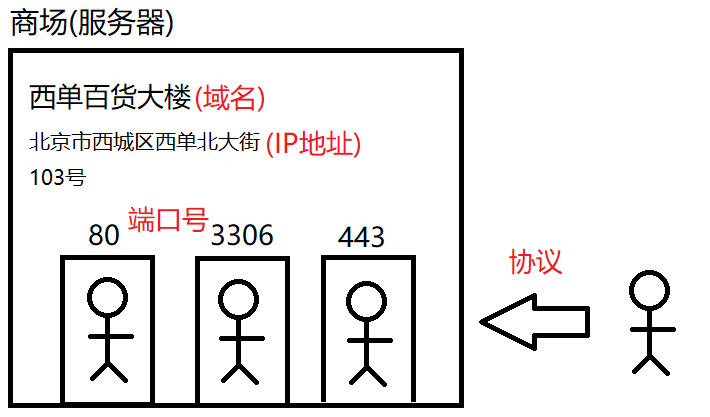 商场(服务器)
西单百货大楼(域名)
北京市西城区西单北大街 (IP地址)
103号
端口号
80 3306 443
协议